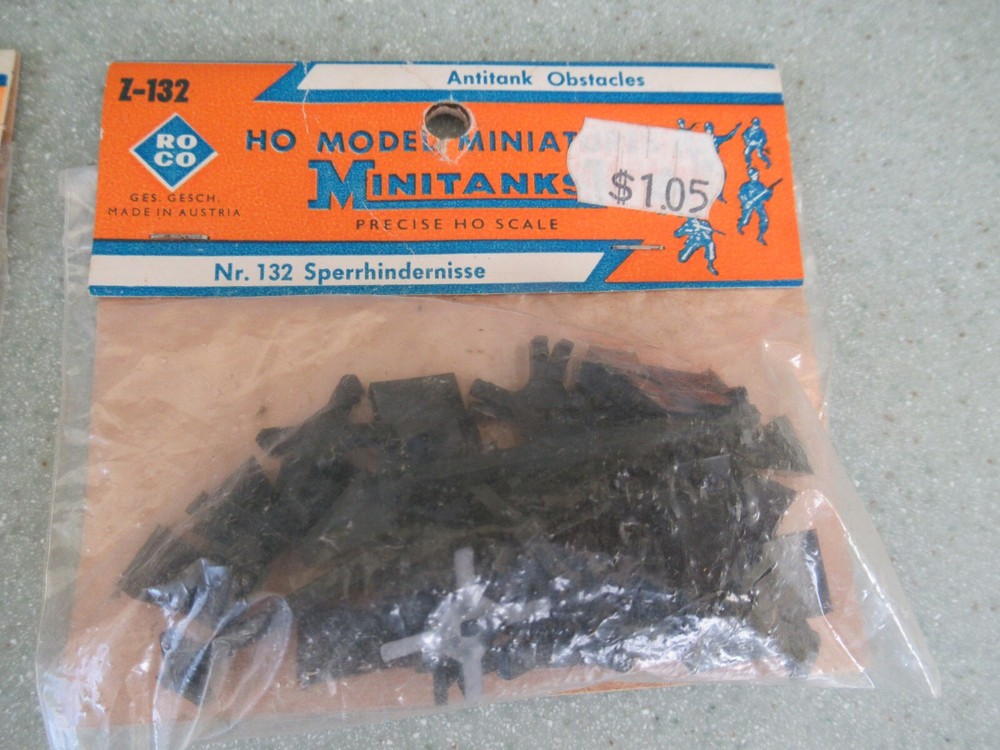 Z-132
Antitank Obstacles
RO
CO
HO MODEL MINIAT
MINITANKS
$1.05
GES. GESCH.
MADE IN AUSTRIA
PRECISE HO SCALE
Nr. 132 Sperrhindernisse